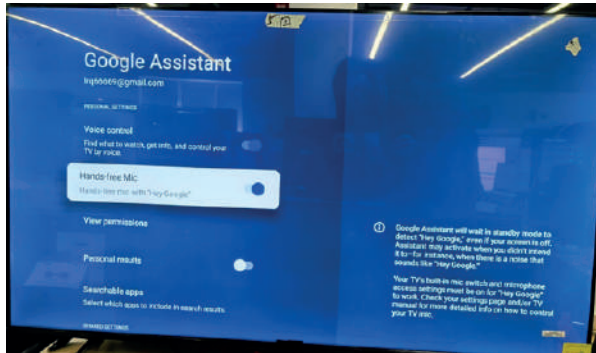 Google Assistant
lrq66669@gmail.com
PERSONAL SETTINGS
Voice control
Find what to watch, get info, and control your
TV by voice.
Hands-free Mic
Hands-free mic with "Hey Google"
View permissions
Personal results
Searchable apps
Select which apps to include in search results
SHARED SETTINGS
Google Assistant will wait in standby mode to
detect "Hey Google," even if your screen is off.
Assistant may activate when you didn't intend
it to—for instance, when there is a noise that
sounds like "Hey Google."
Your TV's built-in mic switch and microphone
access settings must be on for "Hey Google"
to work. Check your settings page and/or TV
manual for more detailed info on how to control
your TV mic.